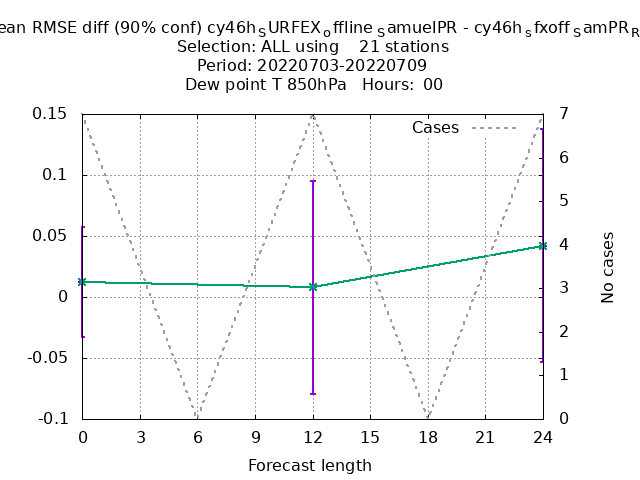 ean RMSE diff (90% conf) cy46h_SURFEX_offline_SamuelPR - cy46h_sfxoff_SamPR_R
Selection: ALL using 21 stations
Period: 20220703-20220709
Dew point T 850hPa Hours: 00
Cases
0.15
0.1
0.05
0
-0.05
-0.1
7
6
5
4
3
2
1
0
No cases
0 3 6 9 12 15 18 21 24
Forecast length